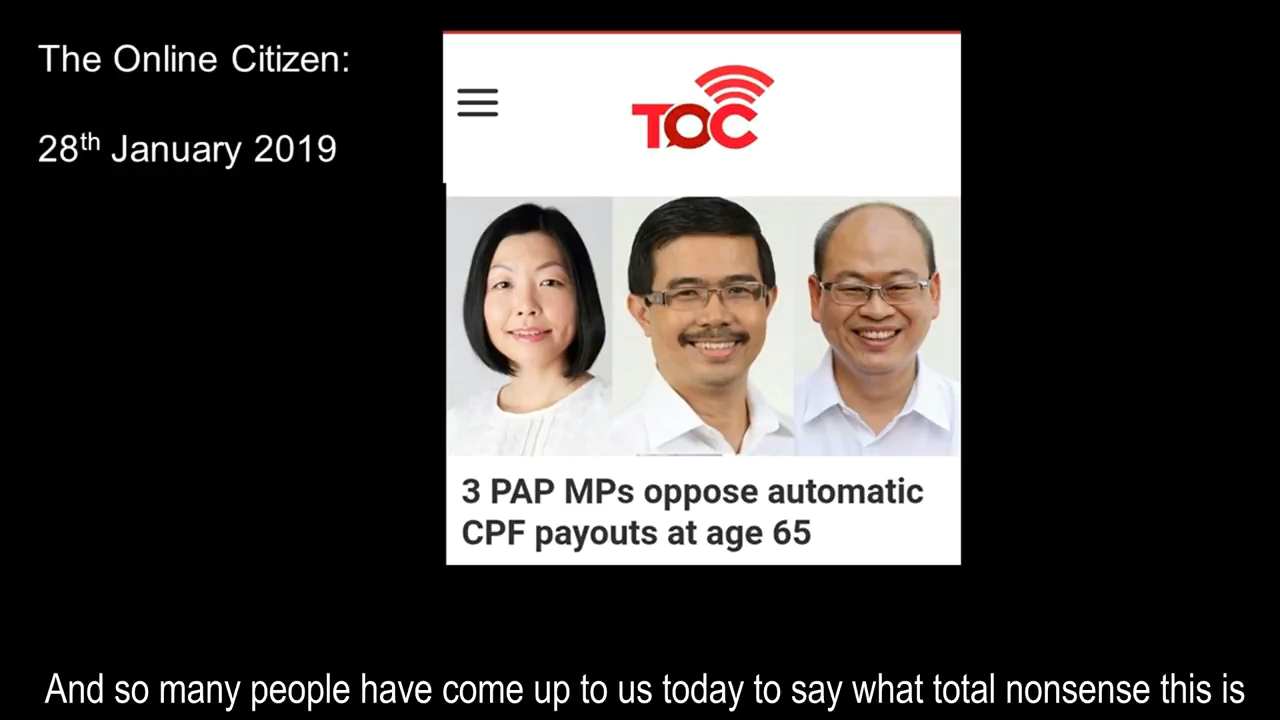 The Online Citizen:
28th January 2019
TOC
3 PAP MPs oppose automatic
CPF payouts at age 65
And so many people have come up to us today to say what total nonsense this is